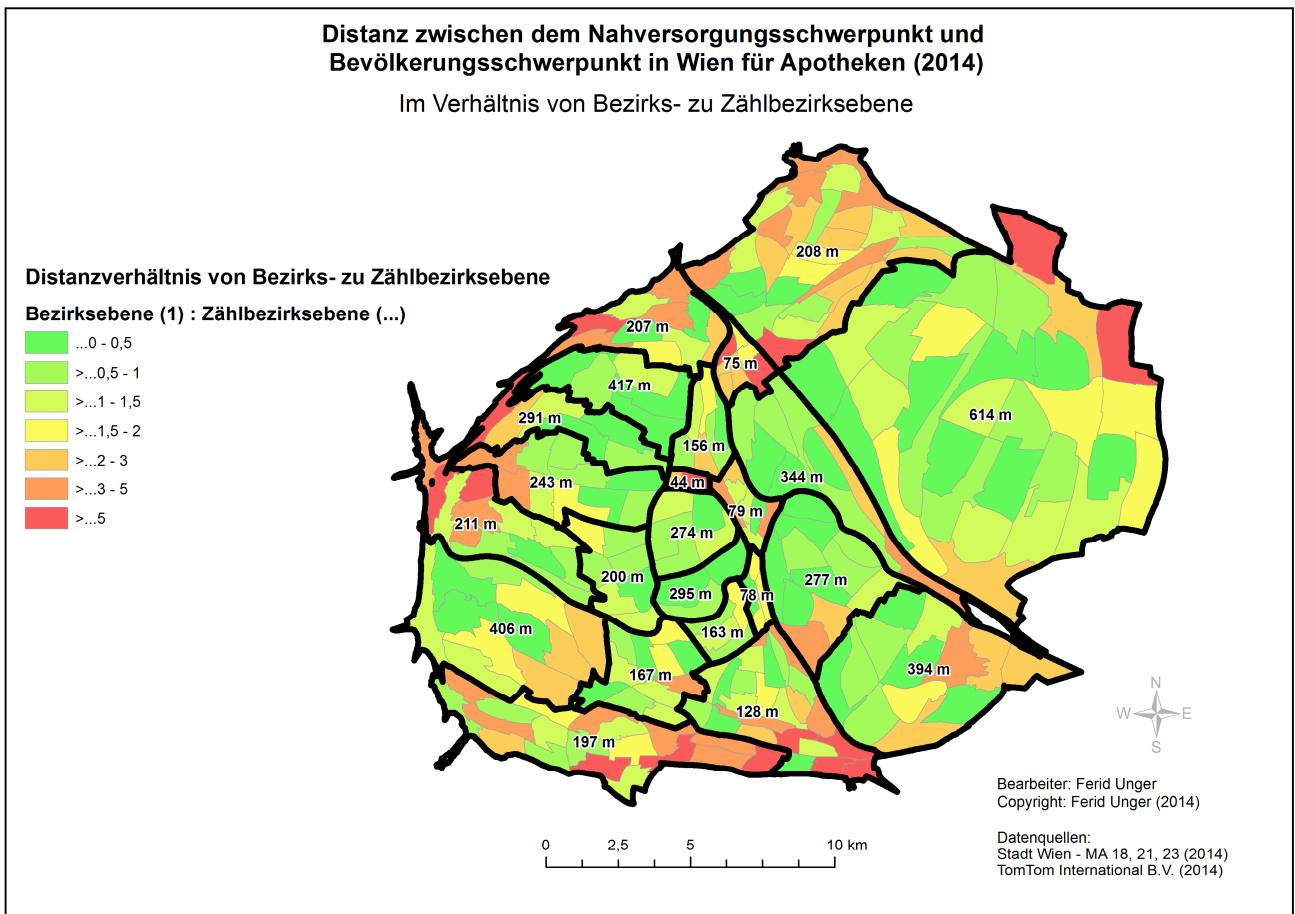 Distanz zwischen dem Nahversorgungsschwerpunkt und
Bevölkerungsschwerpunkt in Wien für Apotheken (2014)
Im Verhältnis von Bezirks- zu Zählbezirksebene
208 m
Distanzverhältnis von Bezirks- zu Zählbezirksebene
Bezirksebene (1) : Zählbezirksebene (...)
...0 - 0,5
>...0,5 - 1
>...1 - 1,5
>...1,5 - 2
>...2 - 3
>...3 - 5
>...5
207 m
75 m
417 m
291 m
614 m
156 m
344 m
243 m
44 m
79 m
211 m
274 m
200 m
277 m
295 m
78 m
406 m
163 m
167 m
394 m
128 m
197 m
N
W
E
S
Bearbeiter: Ferid Unger
Copyright: Ferid Unger (2014)
Datenquellen:
Stadt Wien - MA 18, 21, 23 (2014)
TomTom International B.V. (2014)
0 2,5 5 10 km